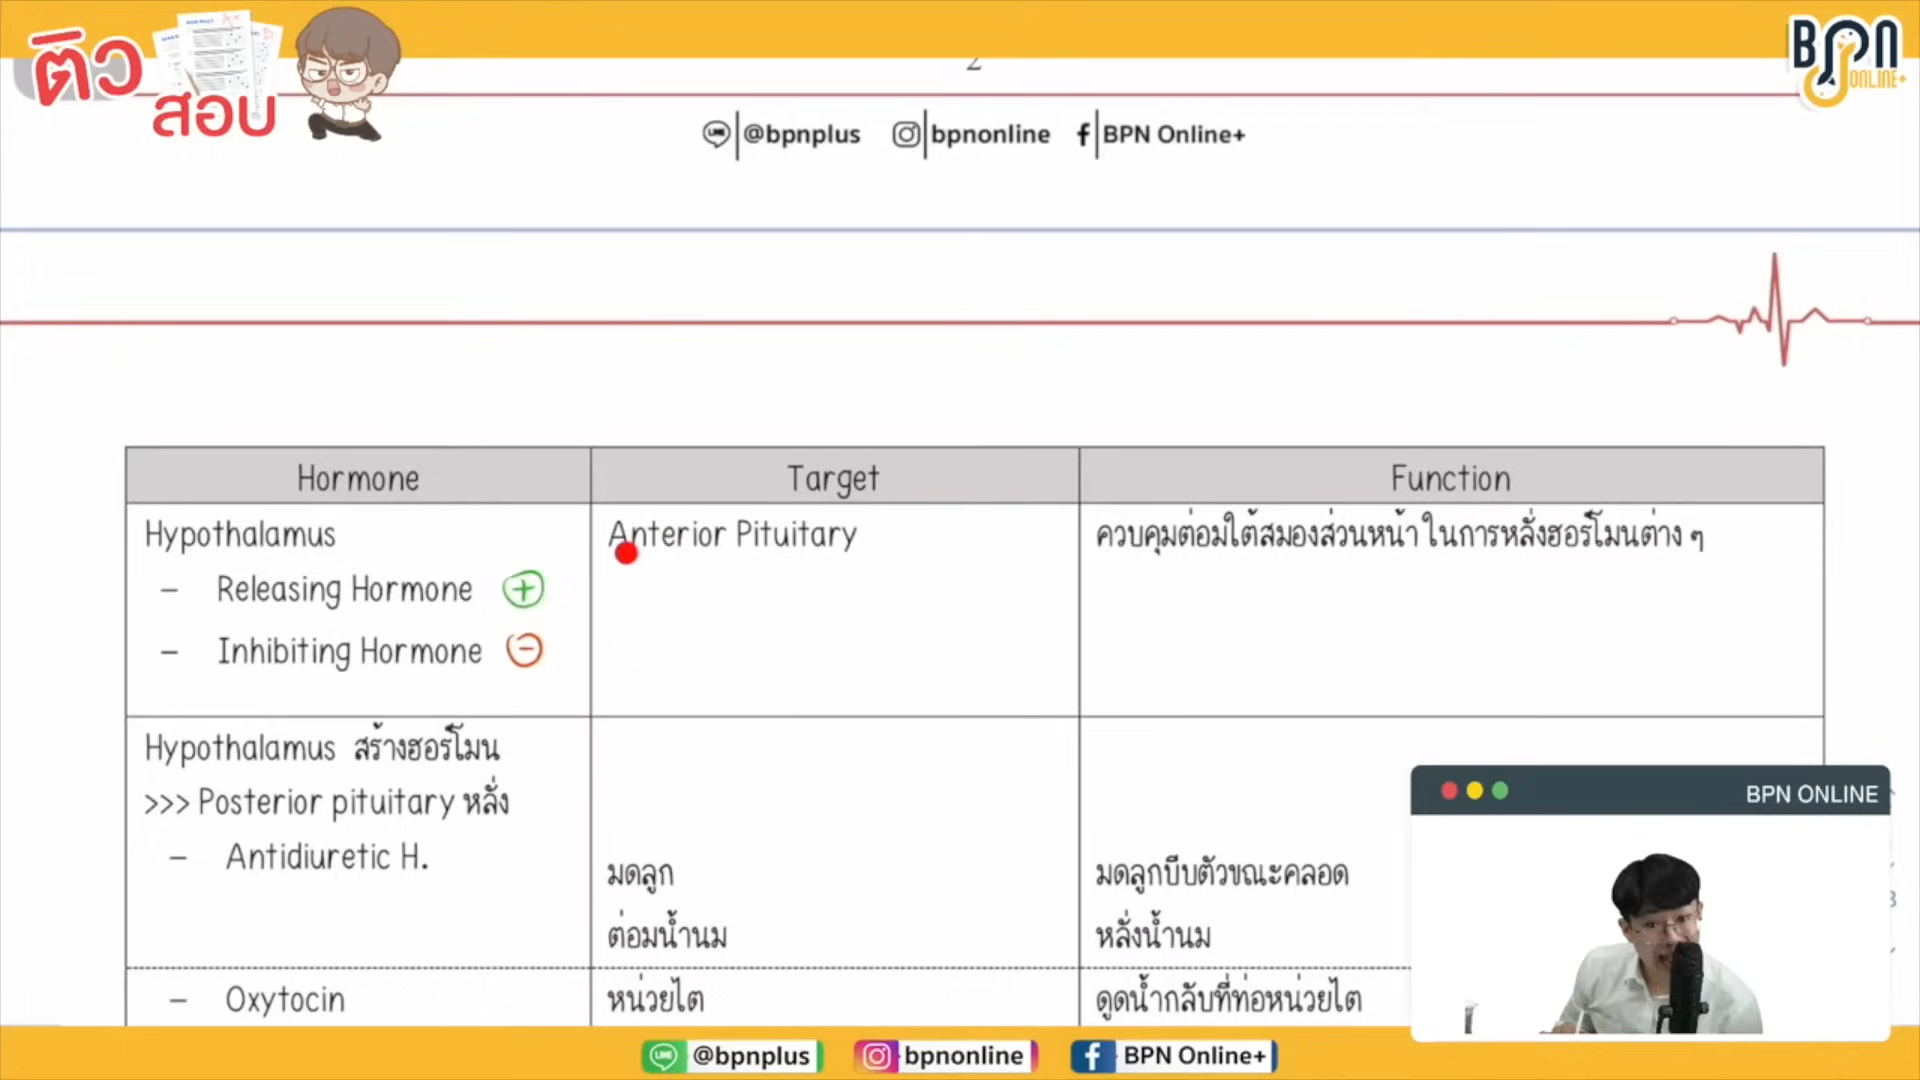 ติว
สอบ
BPN
ONLINE+
2
@bpnplus bpnonline BPN Online+
Hormone Target Function
Hypothalamus Anterior Pituitary ควบคุมต่อมใต้สมองส่วนหน้า ในการหลั่งฮอร์โมนต่าง ๆ
- Releasing Hormone +
- Inhibiting Hormone -
Hypothalamus สร้างฮอร์โมน
>>> Posterior pituitary หลั่ง
- Antidiuretic H.
มดลูก มดลูกบีบตัวขณะคลอด
ต่อมน้ำนม หลั่งน้ำนม
- Oxytocin หน่วยไต ดูดน้ำกลับที่ท่อหน่วยไต
BPN ONLINE
LINE @bpnplus bpnonline BPN Online+